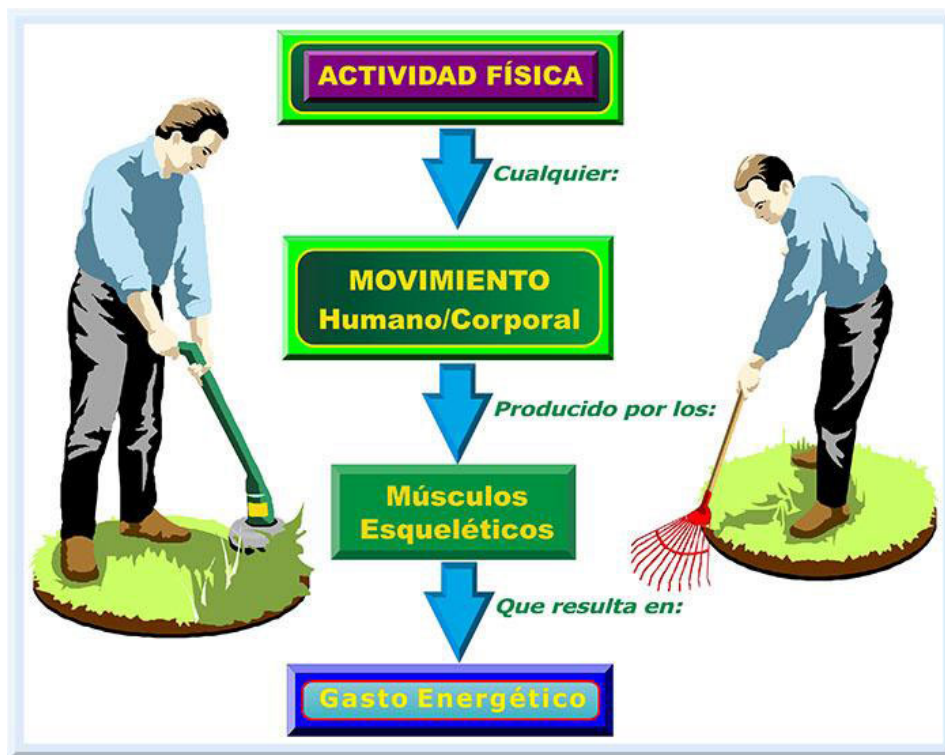 ACTIVIDAD FÍSICA
Cualquier:
MOVIMIENTO
Humano/Corporal
Producido por los:
Músculos
Esqueléticos
Que resulta en:
Gasto Energético